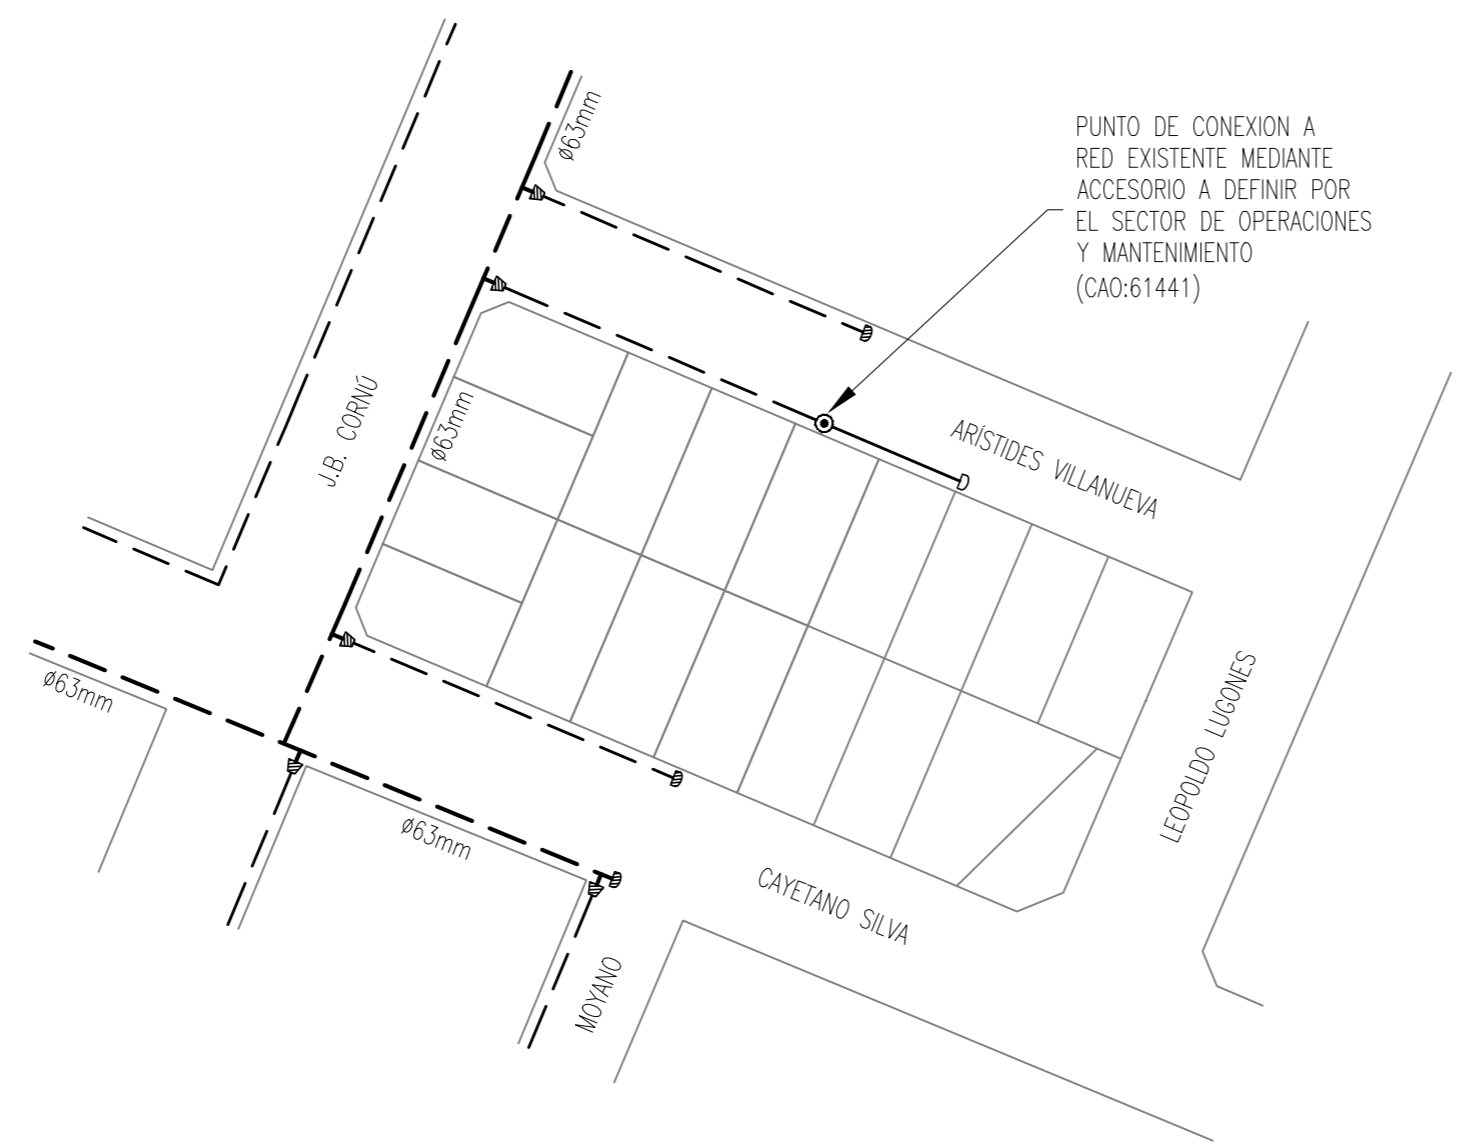 ø63mm
PUNTO DE CONEXION A
RED EXISTENTE MEDIANTE
ACCESORIO A DEFINIR POR
EL SECTOR DE OPERACIONES
Y MANTENIMIENTO
(CAO:61441)
J.B. CORNÚ
ø63mm
ARÍSTIDES VILLANUEVA
ø63mm
LEOPOLDO LUGONES
ø63mm
CAYETANO SILVA
MOYANO